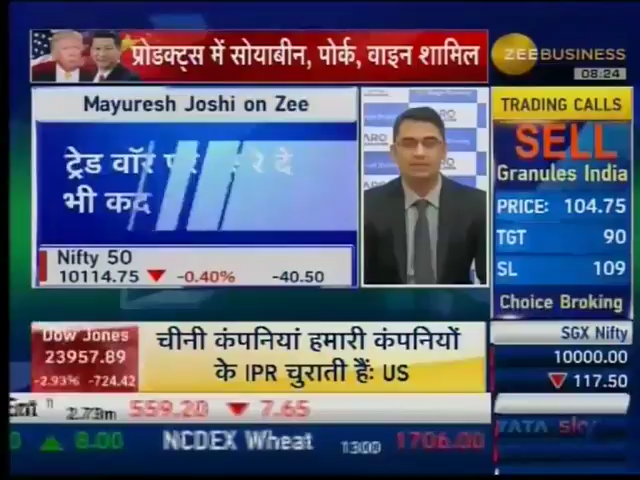 प्रोडक्ट्स में सोयाबीन, पोर्क, वाइन शामिल
ZEEBUSINESS
08:24
Mayuresh Joshi on Zee
ट्रेड वॉर
भी
Nifty 50
10114.75 ▼ -0.40% -40.50
TRADING CALLS
SELL
Granules India
PRICE: 104.75
TGT 90
SL 109
Choice Broking
Dow Jones
23957.89
-2.93% -724.42
चीनी कंपनियां हमारी कंपनियों
के IPR चुराती हैं: US
SGX Nifty
10000.00
▼ 117.50
2.73m 559.20 ▼ 7.65
TATA sky
▲ 8.00 NCDEX Wheat 1300 1706.00